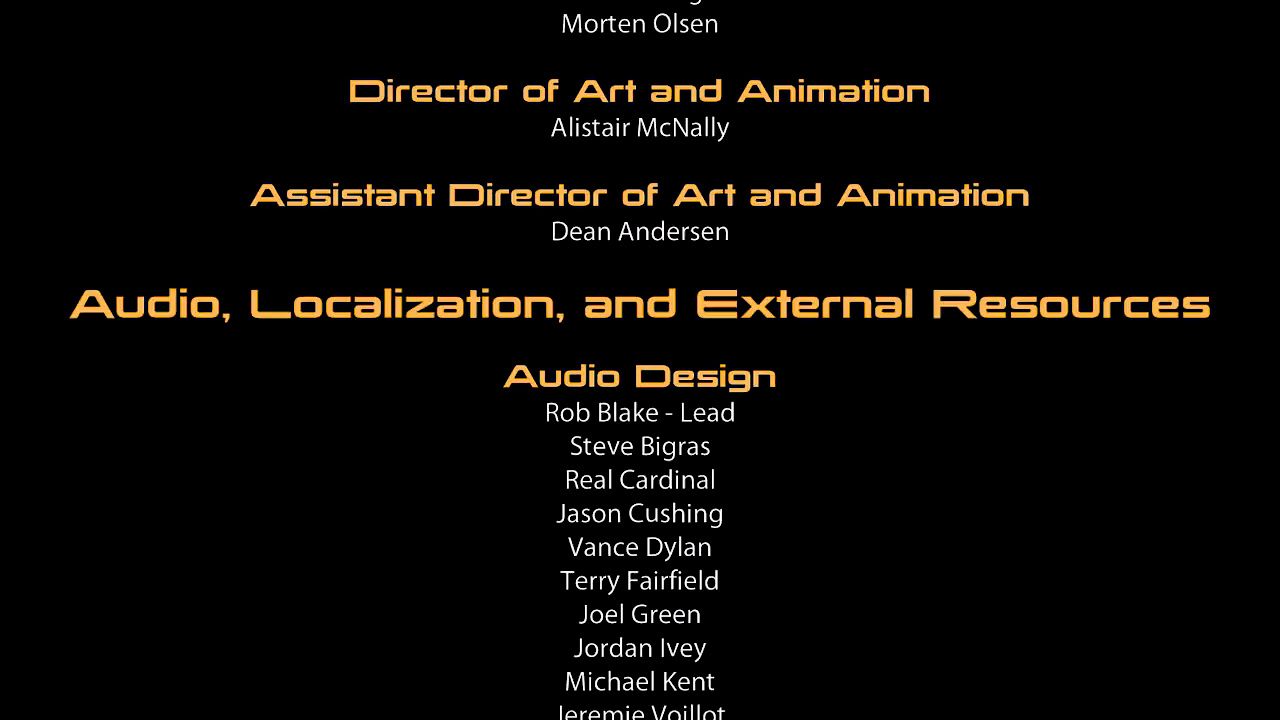 Morten Olsen
Director of Art and Animation
Alistair McNally
Assistant Director of Art and Animation
Dean Andersen
Audio, Localization, and External Resources
Audio Design
Rob Blake - Lead
Steve Bigras
Real Cardinal
Jason Cushing
Vance Dylan
Terry Fairfield
Joel Green
Jordan Ivey
Michael Kent
Jeremie Voillot